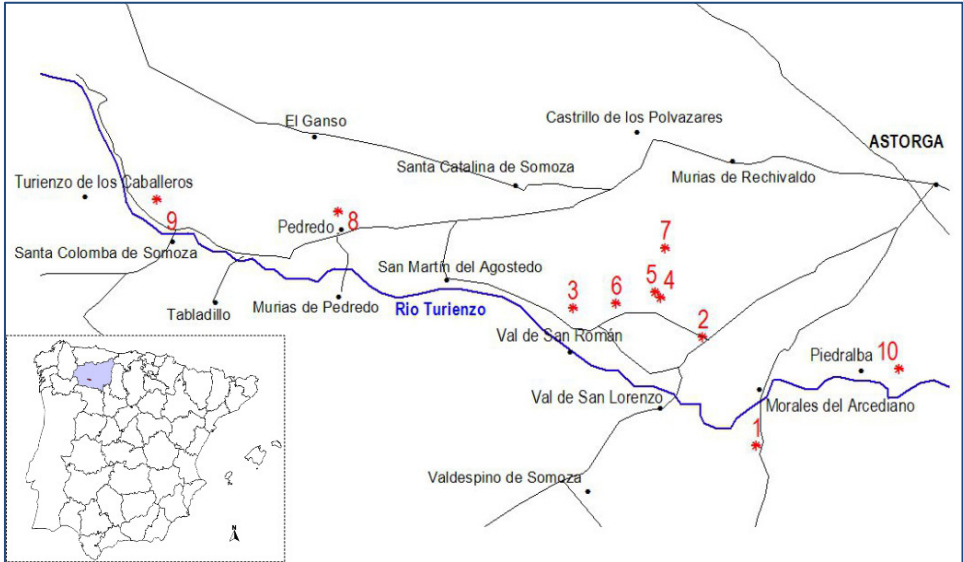 El Ganso
Castrillo de los Polvazares
ASTORGA
Santa Catalina de Somoza
Murias de Rechivaldo
Turienzo de los Caballeros
9
Pedredo
8
Santa Colomba de Somoza
7
San Martín del Agostedo
5
4
3
6
Tabladillo
Murias de Pedredo
Rio Turienzo
2
Val de San Román
Piedralba
10
Val de San Lorenzo
Morales del Arcediano
1
Valdespino de Somoza
N